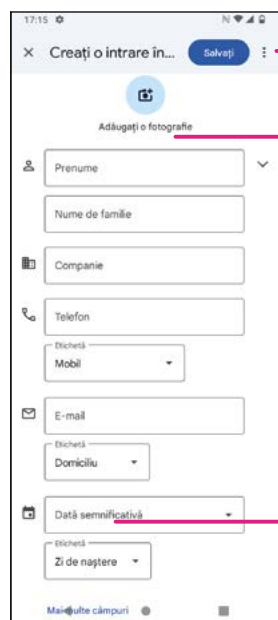 17:15
Creați o intrare în... Salvați
Adăugați o fotografie
Prenume
Nume de familie
Companie
Telefon
Etichetă
Mobil
E-mail
Etichetă
Domiciliu
Dată semnificativă
Etichetă
Zi de naștere
Mai multe câmpuri